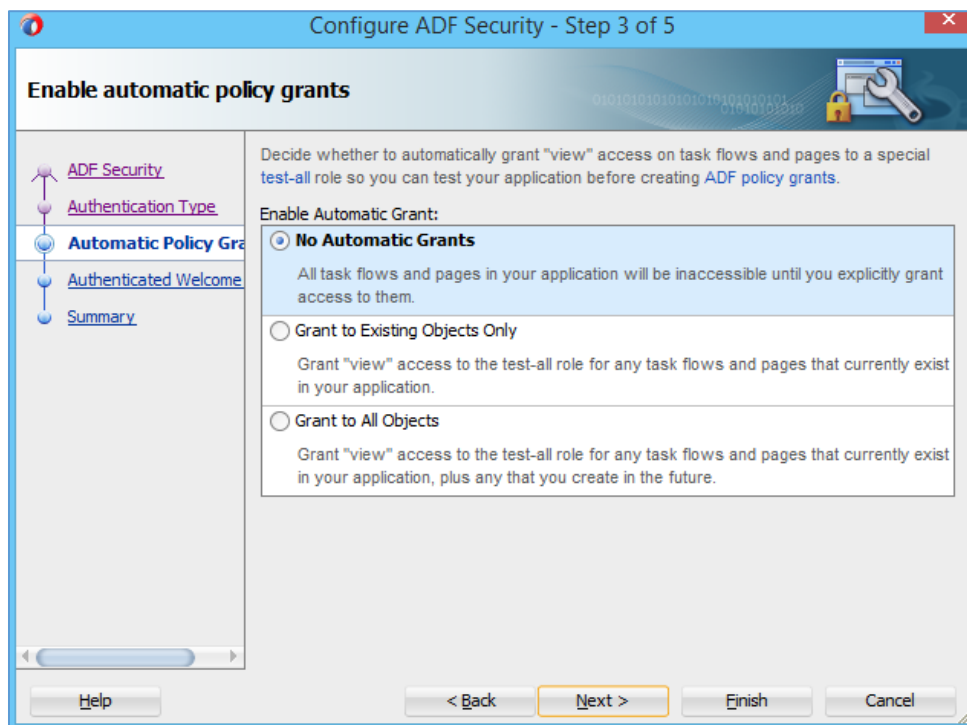 Configure ADF Security - Step 3 of 5
Enable automatic policy grants
ADF Security
Authentication Type
Automatic Policy Gra
Authenticated Welcome
Summary
Decide whether to automatically grant "view" access on task flows and pages to a special
test-all role so you can test your application before creating ADF policy grants.
Enable Automatic Grant:
No Automatic Grants
All task flows and pages in your application will be inaccessible until you explicitly grant
access to them.
Grant to Existing Objects Only
Grant "view" access to the test-all role for any task flows and pages that currently exist
in your application.
Grant to All Objects
Grant "view" access to the test-all role for any task flows and pages that currently exist
in your application, plus any that you create in the future.
Help
< Back
Next >
Finish
Cancel